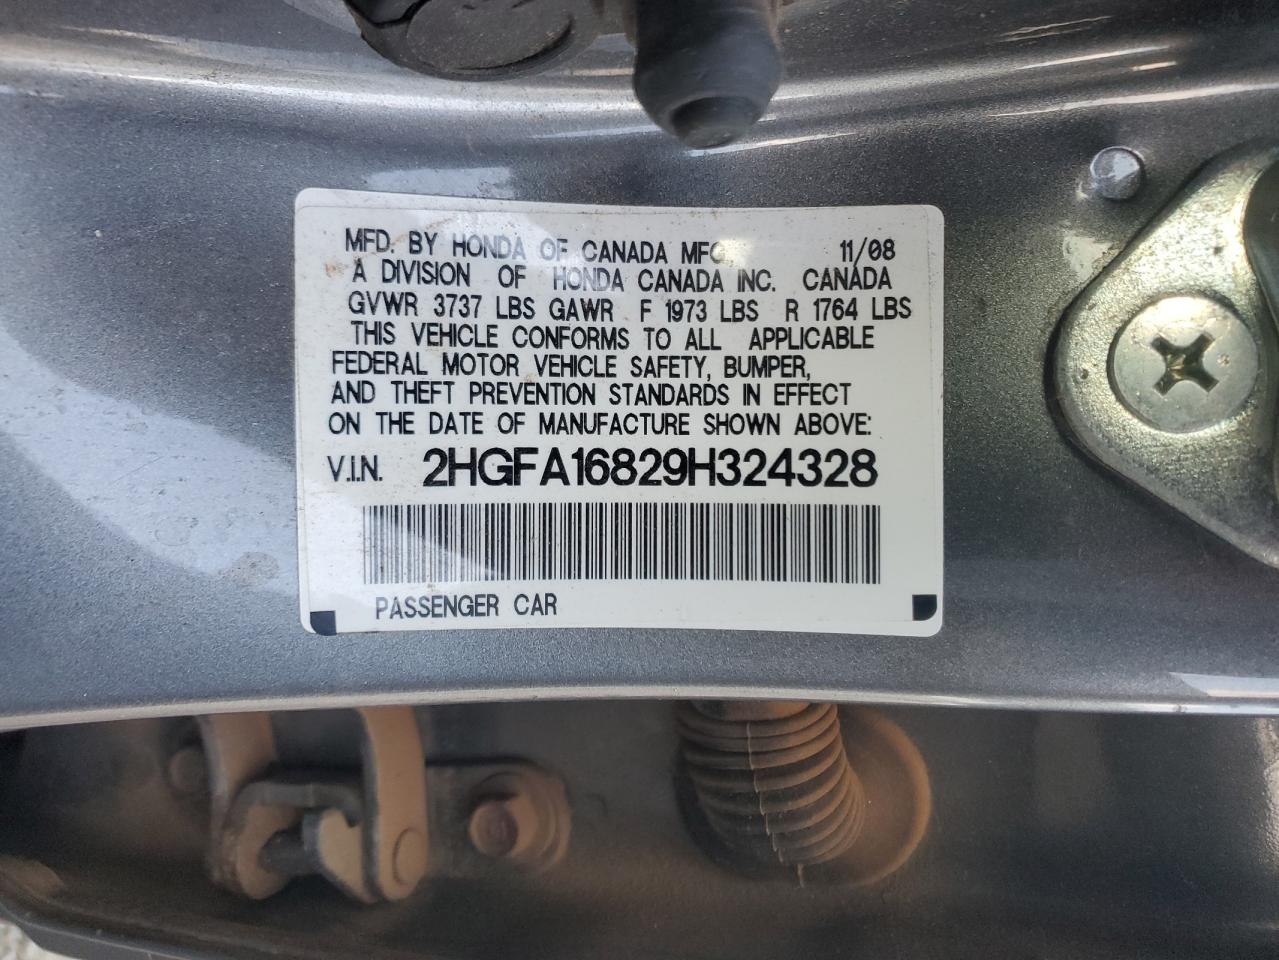 MFD. BY HONDA OF CANADA MFG. 11/08
A DIVISION OF HONDA CANADA INC. CANADA
GVWR 3737 LBS GAWR F 1973 LBS R 1764 LBS
THIS VEHICLE CONFORMS TO ALL APPLICABLE
FEDERAL MOTOR VEHICLE SAFETY, BUMPER,
AND THEFT PREVENTION STANDARDS IN EFFECT
ON THE DATE OF MANUFACTURE SHOWN ABOVE:
V.I.N. 2HGFA16829H324328
PASSENGER CAR